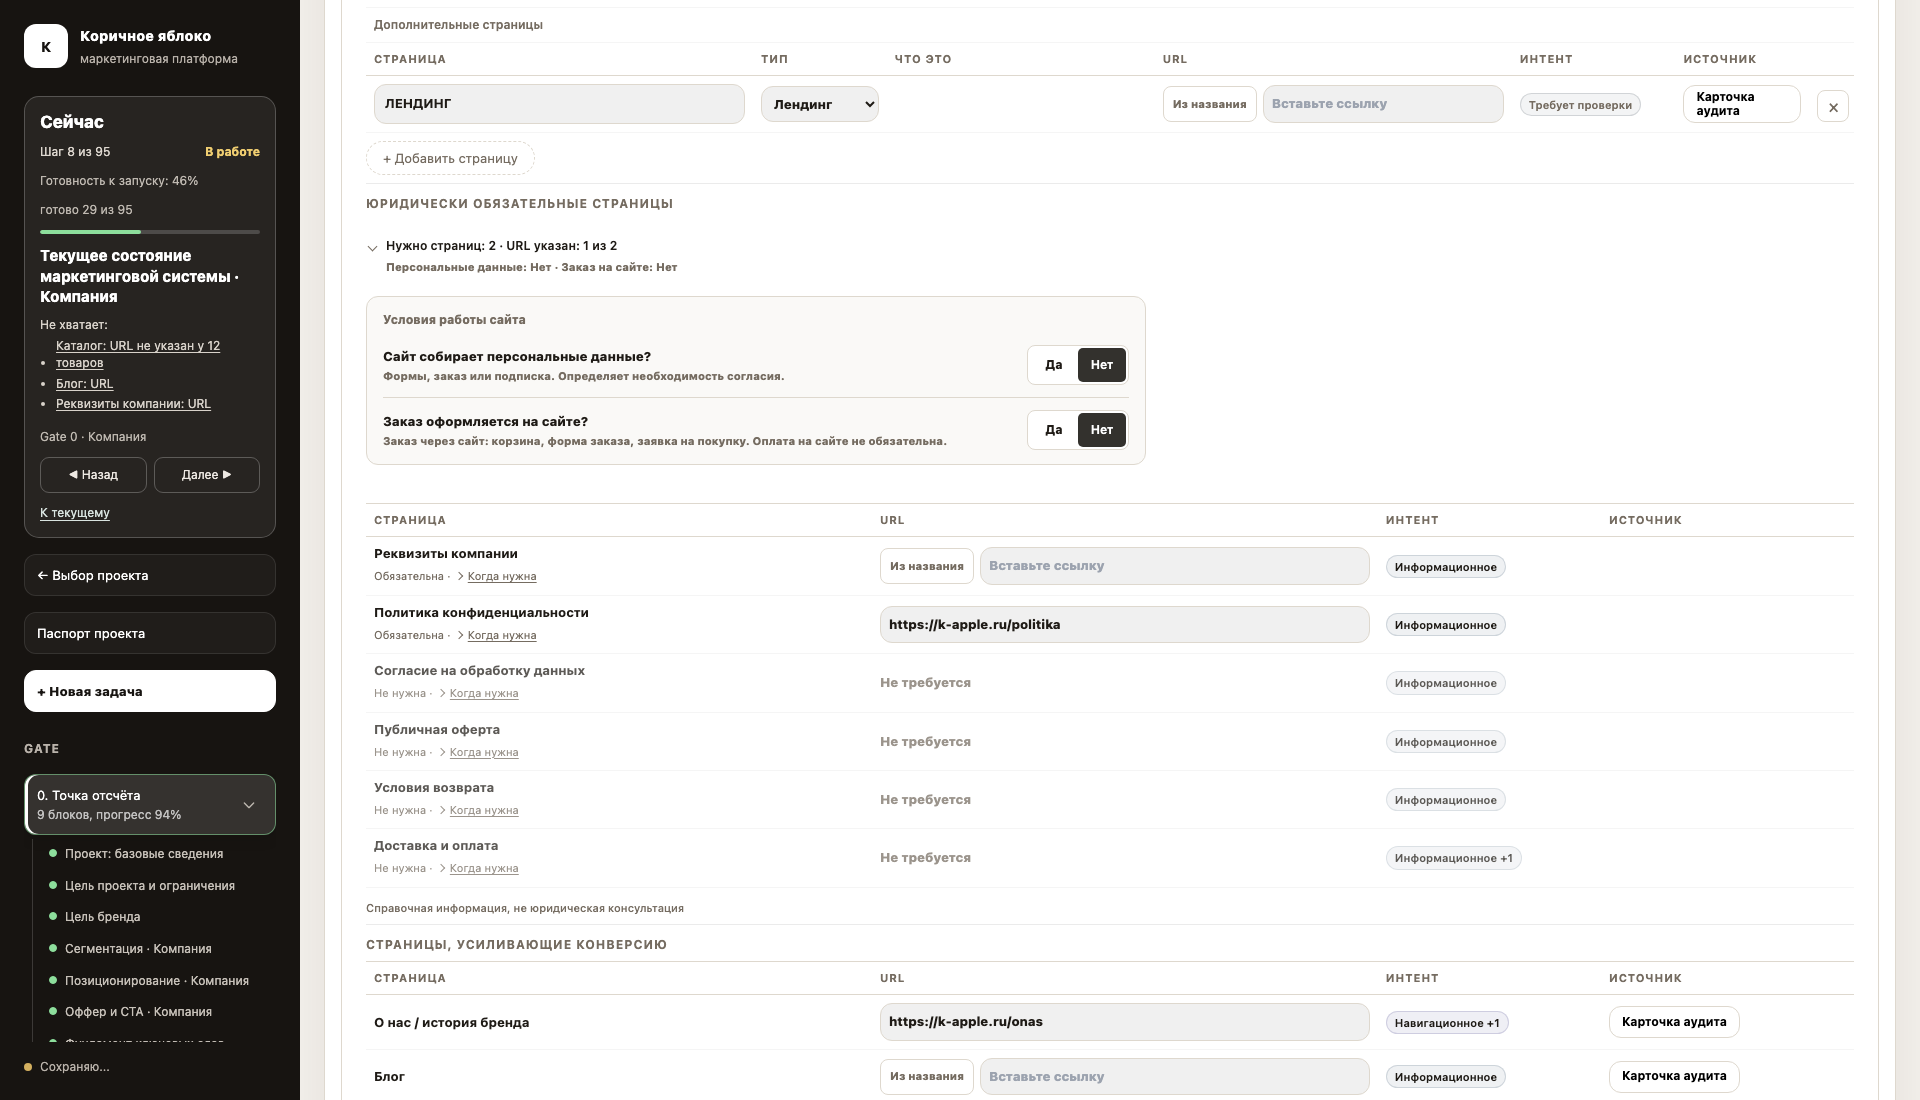 К
Коричное яблоко
маркетинговая платформа
Сейчас
Шаг 8 из 95
В работе
Готовность к запуску: 46%
готово 29 из 95
Текущее состояние
маркетинговой системы ·
Компания
Не хватает:
Каталог: URL не указан у 12
товаров
Блог: URL
Реквизиты компании: URL
Gate 0 · Компания
◀ Назад
Далее ▶
К текущему
← Выбор проекта
Паспорт проекта
+ Новая задача
GATE
0. Точка отсчёта
9 блоков, прогресс 94%
Проект: базовые сведения
Цель проекта и ограничения
Цель бренда
Сегментация · Компания
Позиционирование · Компания
Оффер и CTA · Компания
Сохраняю...
Дополнительные страницы
СТРАНИЦА ТИП ЧТО ЭТО URL ИНТЕНТ ИСТОЧНИК
ЛЕНДИНГ Лендинг Из названия Вставьте ссылку Требует проверки Карточка аудита ×
+ Добавить страницу
ЮРИДИЧЕСКИ ОБЯЗАТЕЛЬНЫЕ СТРАНИЦЫ
Нужно страниц: 2 · URL указан: 1 из 2
Персональные данные: Нет · Заказ на сайте: Нет
Условия работы сайта
Сайт собирает персональные данные?
Формы, заказ или подписка. Определяет необходимость согласия.
Да Нет
Заказ оформляется на сайте?
Заказ через сайт: корзина, форма заказа, заявка на покупку. Оплата на сайте не обязательна.
Да Нет
СТРАНИЦА URL ИНТЕНТ ИСТОЧНИК
Реквизиты компании
Обязательна · Когда нужна
Из названия Вставьте ссылку Информационное
Политика конфиденциальности
Обязательна · Когда нужна
https://k-apple.ru/politika Информационное
Согласие на обработку данных
Не нужна · Когда нужна
Не требуется Информационное
Публичная оферта
Не нужна · Когда нужна
Не требуется Информационное
Условия возврата
Не нужна · Когда нужна
Не требуется Информационное
Доставка и оплата
Не нужна · Когда нужна
Не требуется Информационное +1
Справочная информация, не юридическая консультация
СТРАНИЦЫ, УСИЛИВАЮЩИЕ КОНВЕРСИЮ
СТРАНИЦА URL ИНТЕНТ ИСТОЧНИК
О нас / история бренда https://k-apple.ru/onas Навигационное +1 Карточка аудита
Блог Из названия Вставьте ссылку Информационное Карточка аудита